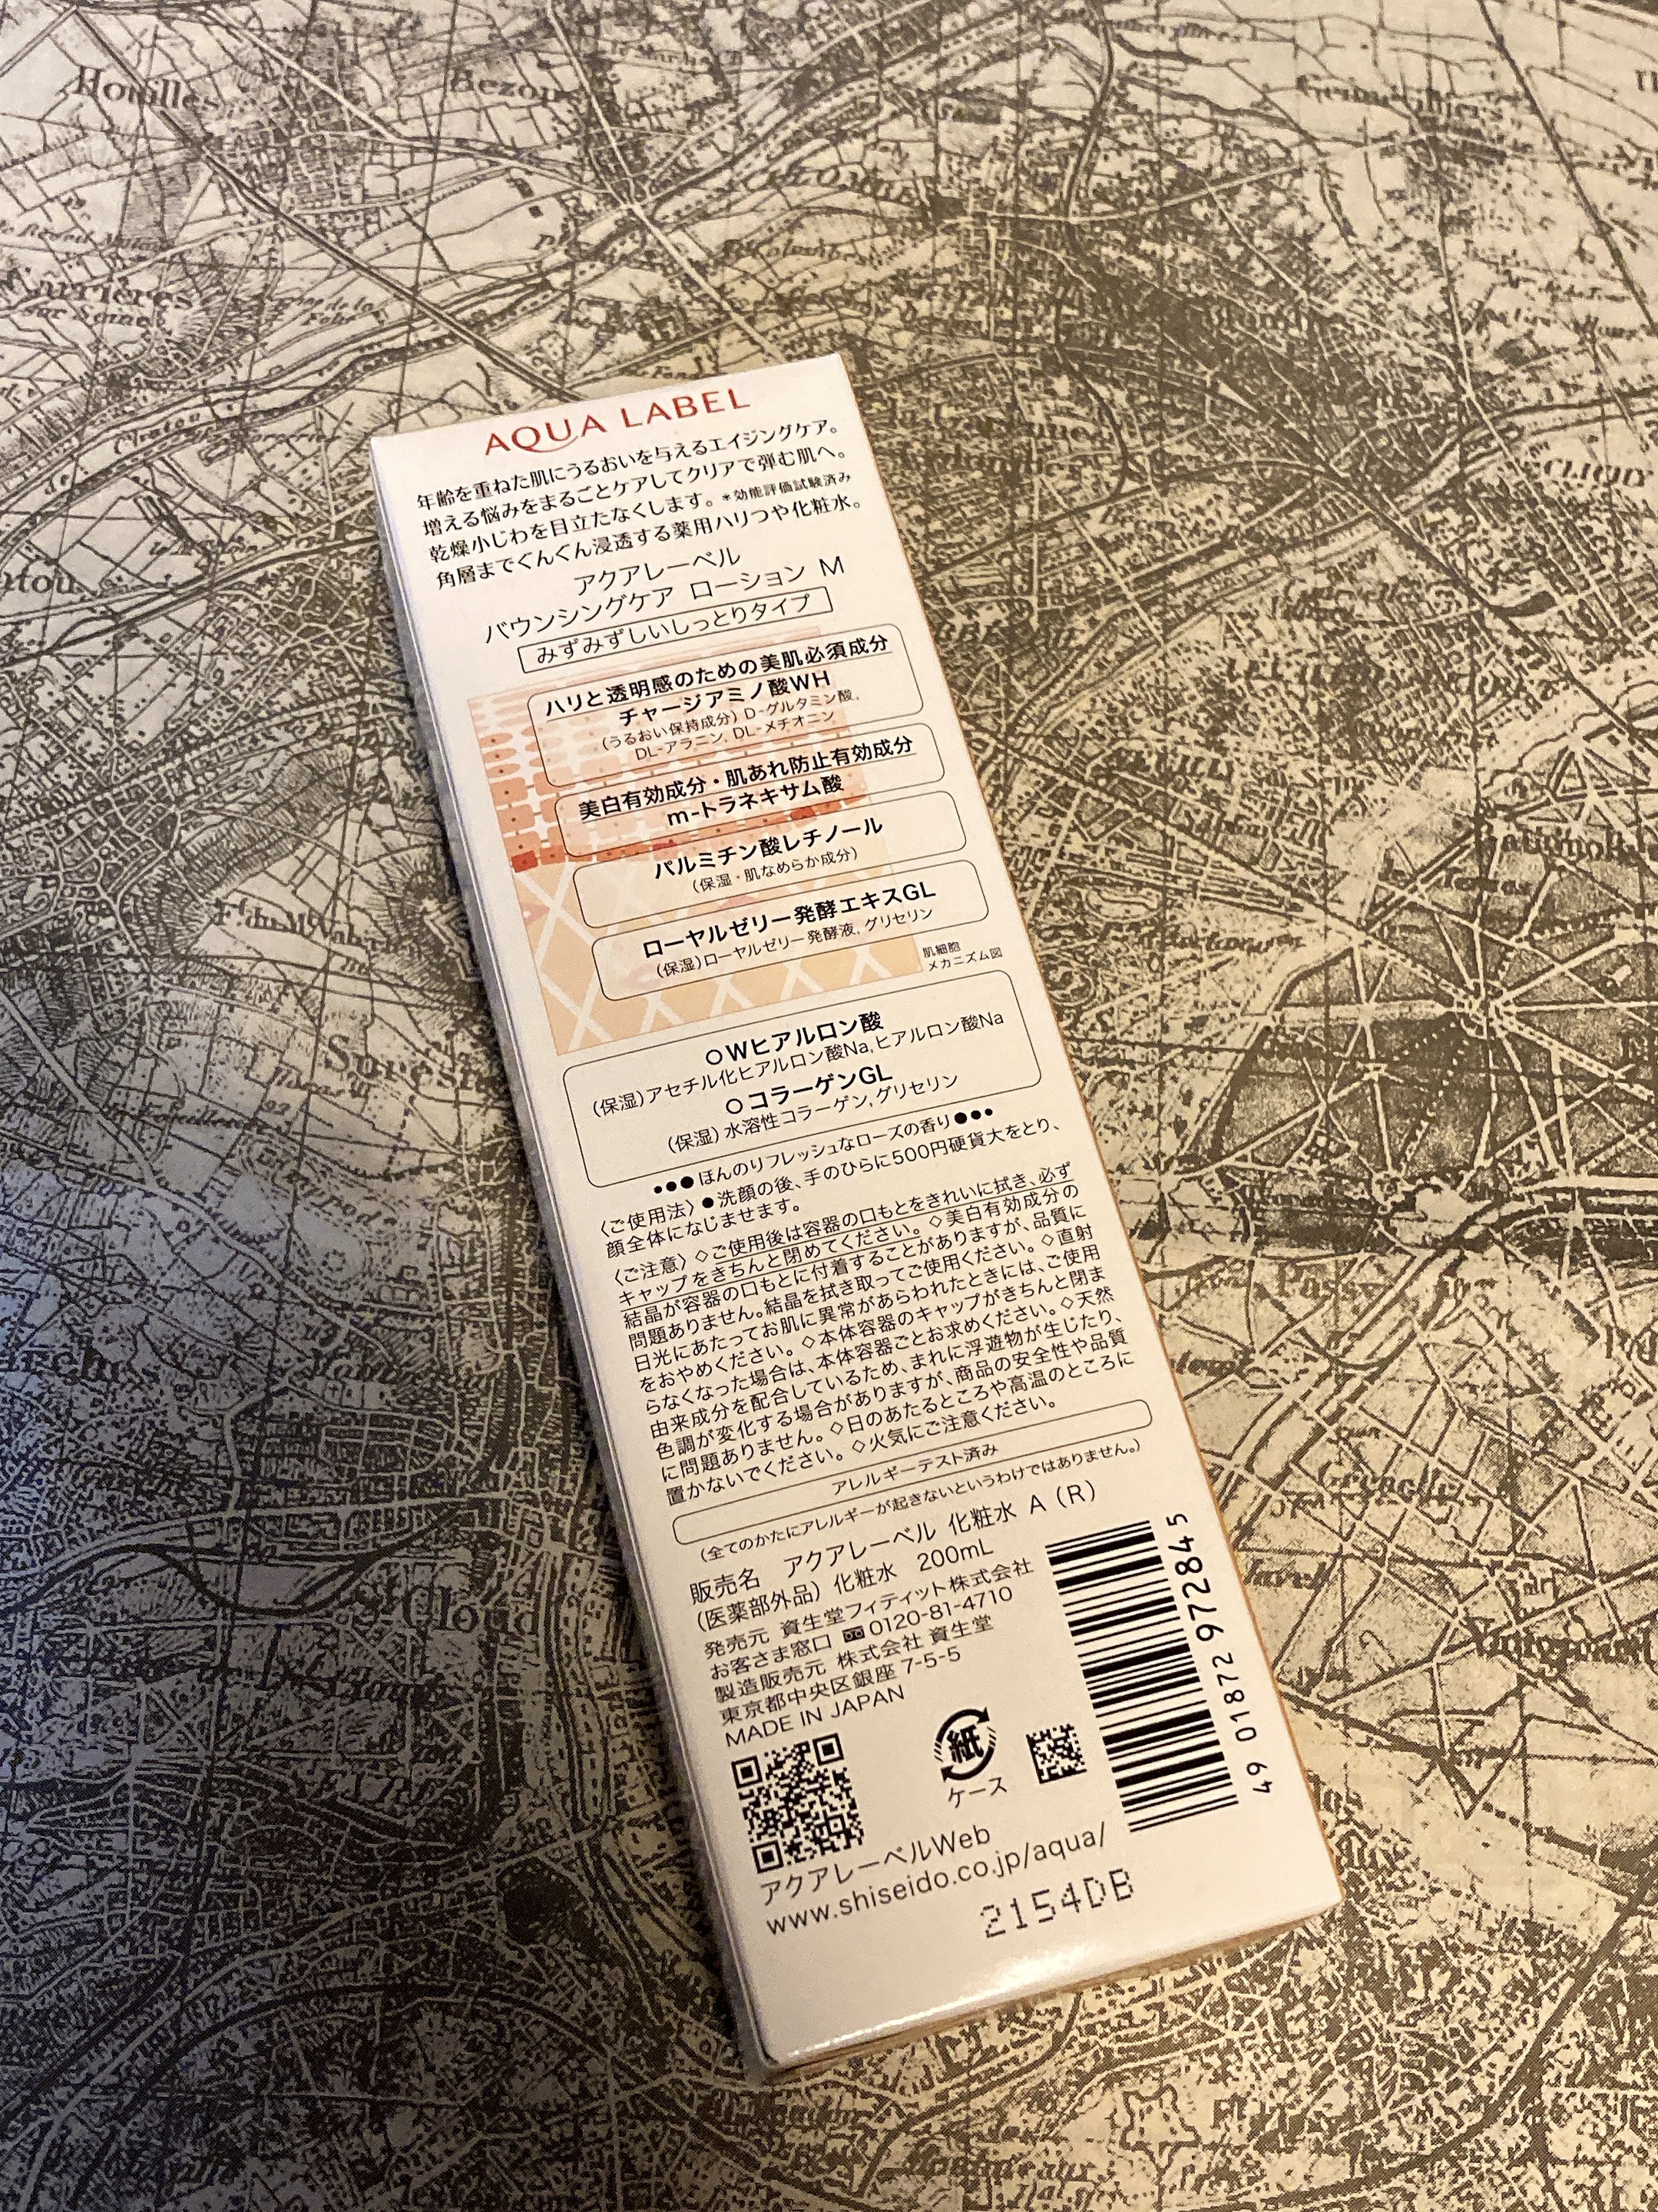 AQUA LABEL
年齢を重ねた肌にうるおいを与えるエイジングケア。
増える悩みをまるごとケアしてクリアで弾む肌へ。
乾燥小じわを目立たなくします。*効能評価試験済み
角層までぐんぐん浸透する薬用ハリつや化粧水。
アクアレーベル
バウンシングケア ローション M
みずみずしいしっとりタイプ
ハリと透明感のための美肌必須成分
チャージアミノ酸WH
(うるおい保持成分) D-グルタミン酸,
DL-アラニン, DL-メチオニン
美白有効成分・肌あれ防止有効成分
m-トラネキサム酸
パルミチン酸レチノール
(保湿・肌なめらか成分)
ローヤルゼリー発酵エキスGL
(保湿)ローヤルゼリー発酵液, グリセリン
肌細胞
メカニズム図
○Wヒアルロン酸
(保湿)アセチル化ヒアルロン酸Na, ヒアルロン酸Na
○コラーゲンGL
(保湿) 水溶性コラーゲン, グリセリン
●●●ほんのりフレッシュなローズの香り●●●
〈ご使用法〉●洗顔の後、手のひらに500円硬貨大をとり、
顔全体になじませます。
〈ご注意〉◇ご使用後は容器の口もとをきれいに拭き、必ず
キャップをきちんと閉めてください。◇美白有効成分の
結晶が容器の口もとに付着することがありますが、品質に
問題ありません。結晶を拭き取ってご使用ください。◇直射
日光にあたってお肌に異常があらわれたときには、ご使用
をおやめください。◇本体容器のキャップがきちんと閉ま
らなくなった場合は、本体容器ごとお求めください。◇天然
由来成分を配合しているため、まれに浮遊物が生じたり、
色調が変化する場合がありますが、商品の安全性や品質
に問題ありません。◇日のあたるところや高温のところに
置かないでください。◇火気にご注意ください。
アレルギーテスト済み
(全てのかたにアレルギーが起きないというわけではありません。)
販売名 アクアレーベル 化粧水 A (R)
(医薬部外品) 化粧水 200mL
発売元 資生堂フィティット株式会社
お客さま窓口 0120-81-4710
製造販売元 株式会社 資生堂
東京都中央区銀座 7-5-5
MADE IN JAPAN
紙
ケース
49 01872 97284 5
アクアレーベルWeb
www.shiseido.co.jp/aqua/
2154DB
Houilles
Suresnes
St Cloud
Passy
Grenelle